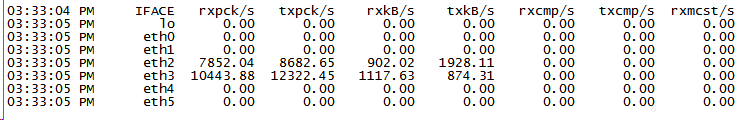 03:33:04 PM IFACE rxpck/s txpck/s rxkB/s txkB/s rxcmp/s txcmp/s rxmcst/s
03:33:05 PM lo 0.00 0.00 0.00 0.00 0.00 0.00 0.00
03:33:05 PM eth0 0.00 0.00 0.00 0.00 0.00 0.00 0.00
03:33:05 PM eth1 0.00 0.00 0.00 0.00 0.00 0.00 0.00
03:33:05 PM eth2 7852.04 8682.65 902.02 1928.11 0.00 0.00 0.00
03:33:05 PM eth3 10443.88 12322.45 1117.63 874.31 0.00 0.00 0.00
03:33:05 PM eth4 0.00 0.00 0.00 0.00 0.00 0.00 0.00
03:33:05 PM eth5 0.00 0.00 0.00 0.00 0.00 0.00 0.00